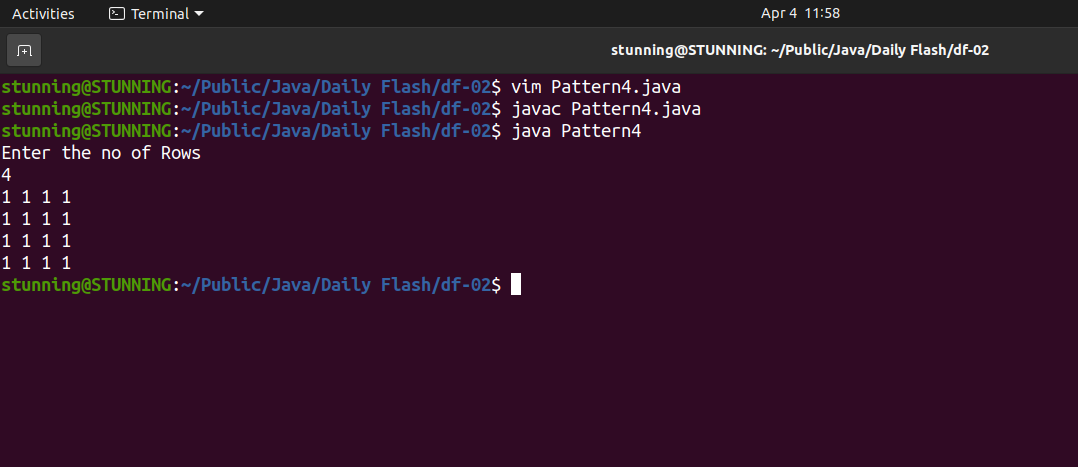 Activities Terminal Apr 4 11:58
stunning@STUNNING: ~/Public/Java/Daily Flash/df-02
stunning@STUNNING:~/Public/Java/Daily Flash/df-02$ vim Pattern4.java
stunning@STUNNING:~/Public/Java/Daily Flash/df-02$ javac Pattern4.java
stunning@STUNNING:~/Public/Java/Daily Flash/df-02$ java Pattern4
Enter the no of Rows
4
1 1 1 1
1 1 1 1
1 1 1 1
1 1 1 1
stunning@STUNNING:~/Public/Java/Daily Flash/df-02$